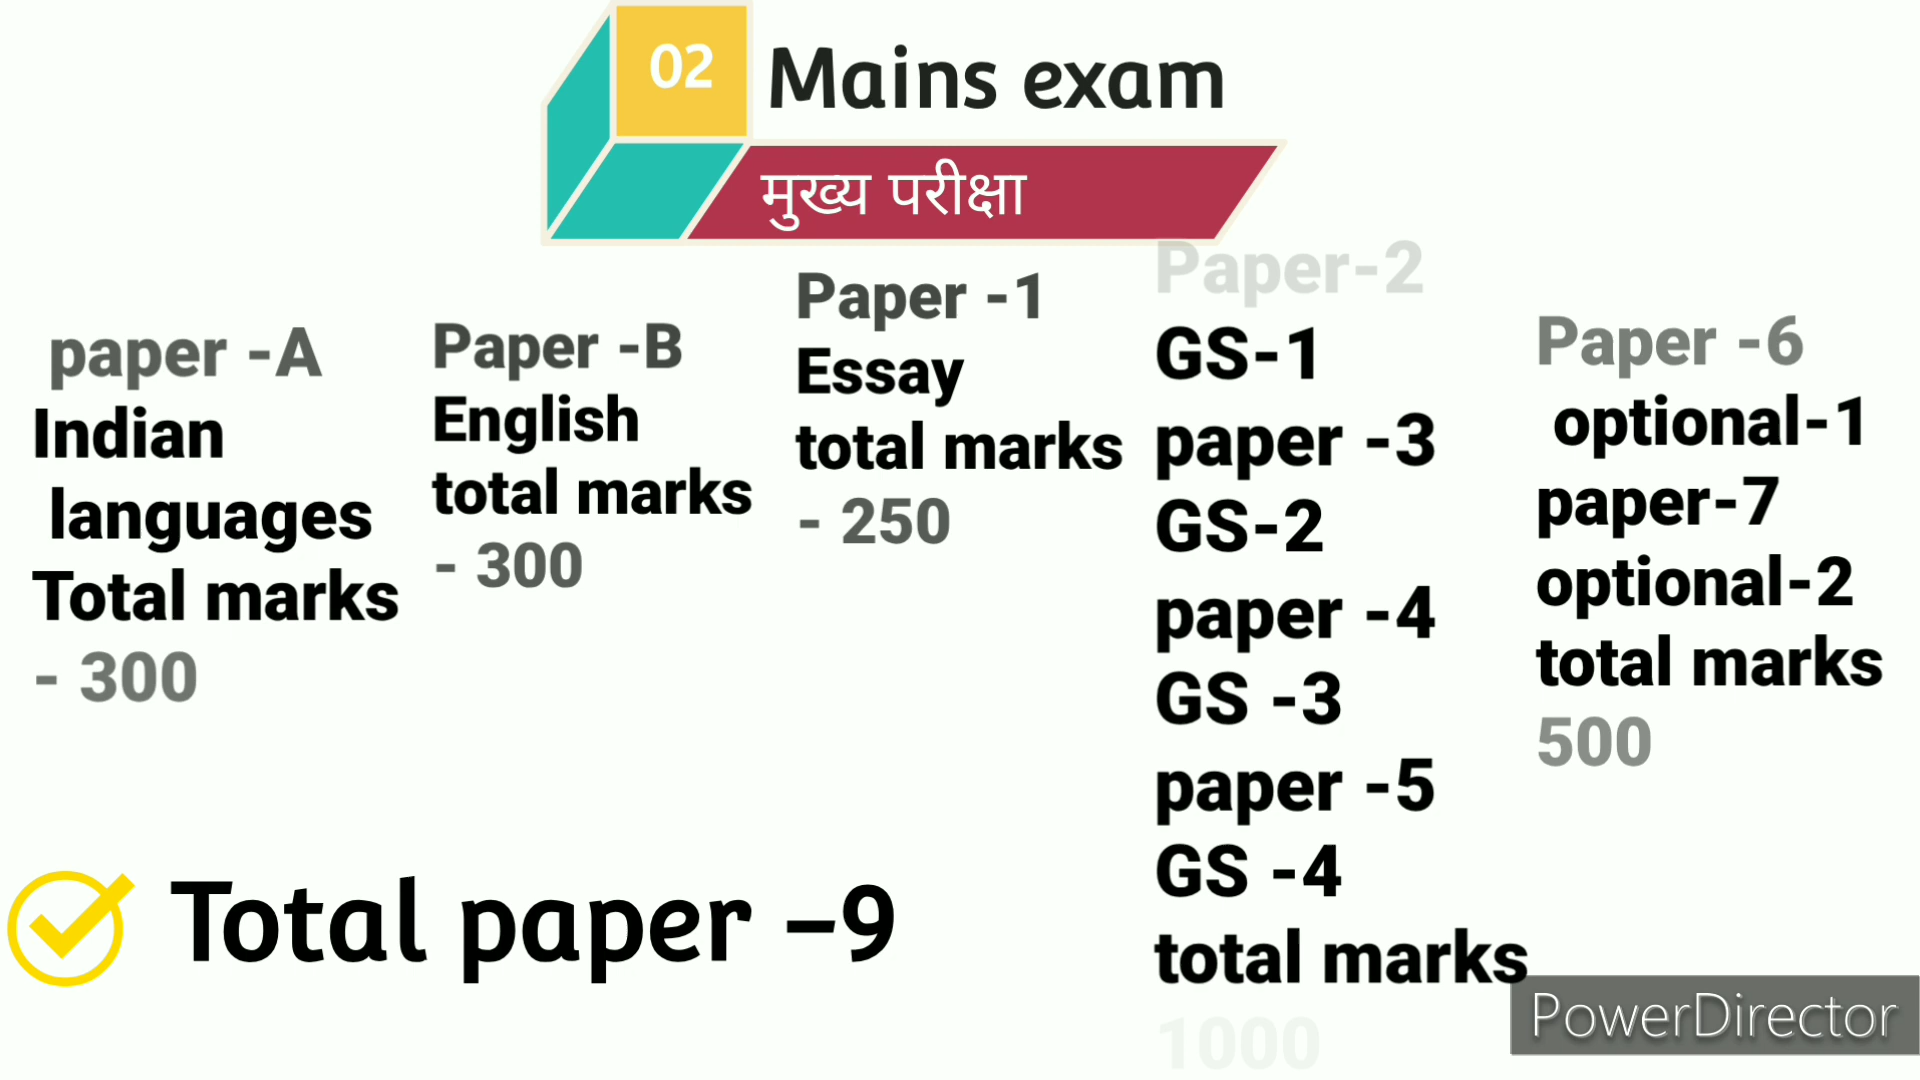 02
Mains exam
मुख्य परीक्षा
paper -A
Indian
languages
Total marks
- 300
Paper -B
English
total marks
- 300
Paper -1
Essay
total marks
- 250
Paper-2
GS-1
paper -3
GS-2
paper -4
GS -3
paper -5
GS -4
total marks
1000
Paper -6
optional-1
paper-7
optional-2
total marks
500
Total paper -9
PowerDirector